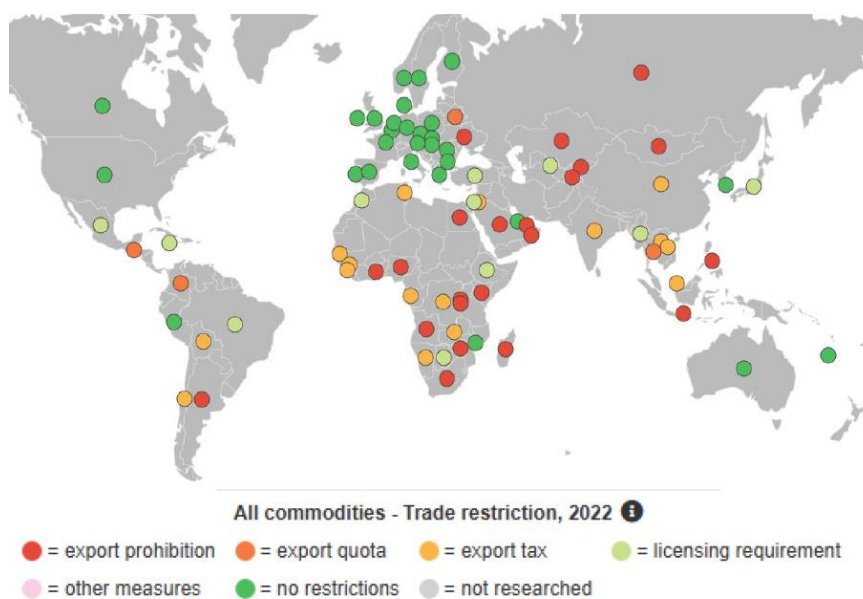 All commodities - Trade restriction, 2022 i
= export prohibition = export quota = export tax = licensing requirement
= other measures = no restrictions = not researched